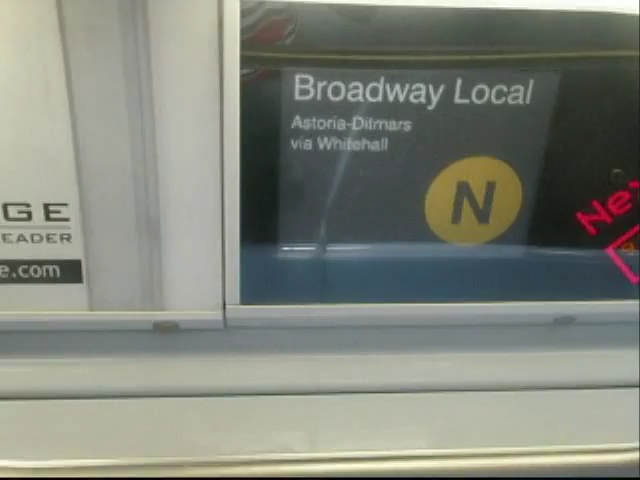 Broadway Local
Astoria-Ditmars
via Whitehall
N
GE
EADER
e.com